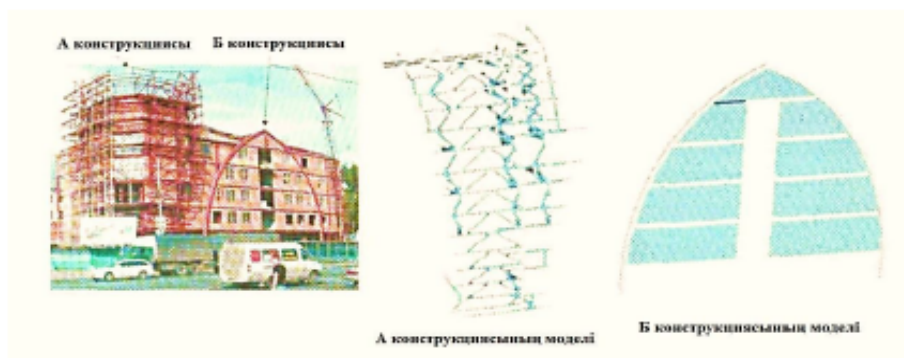 А конструкциясы Б конструкциясы
А конструкциясының моделі
Б конструкциясының моделі